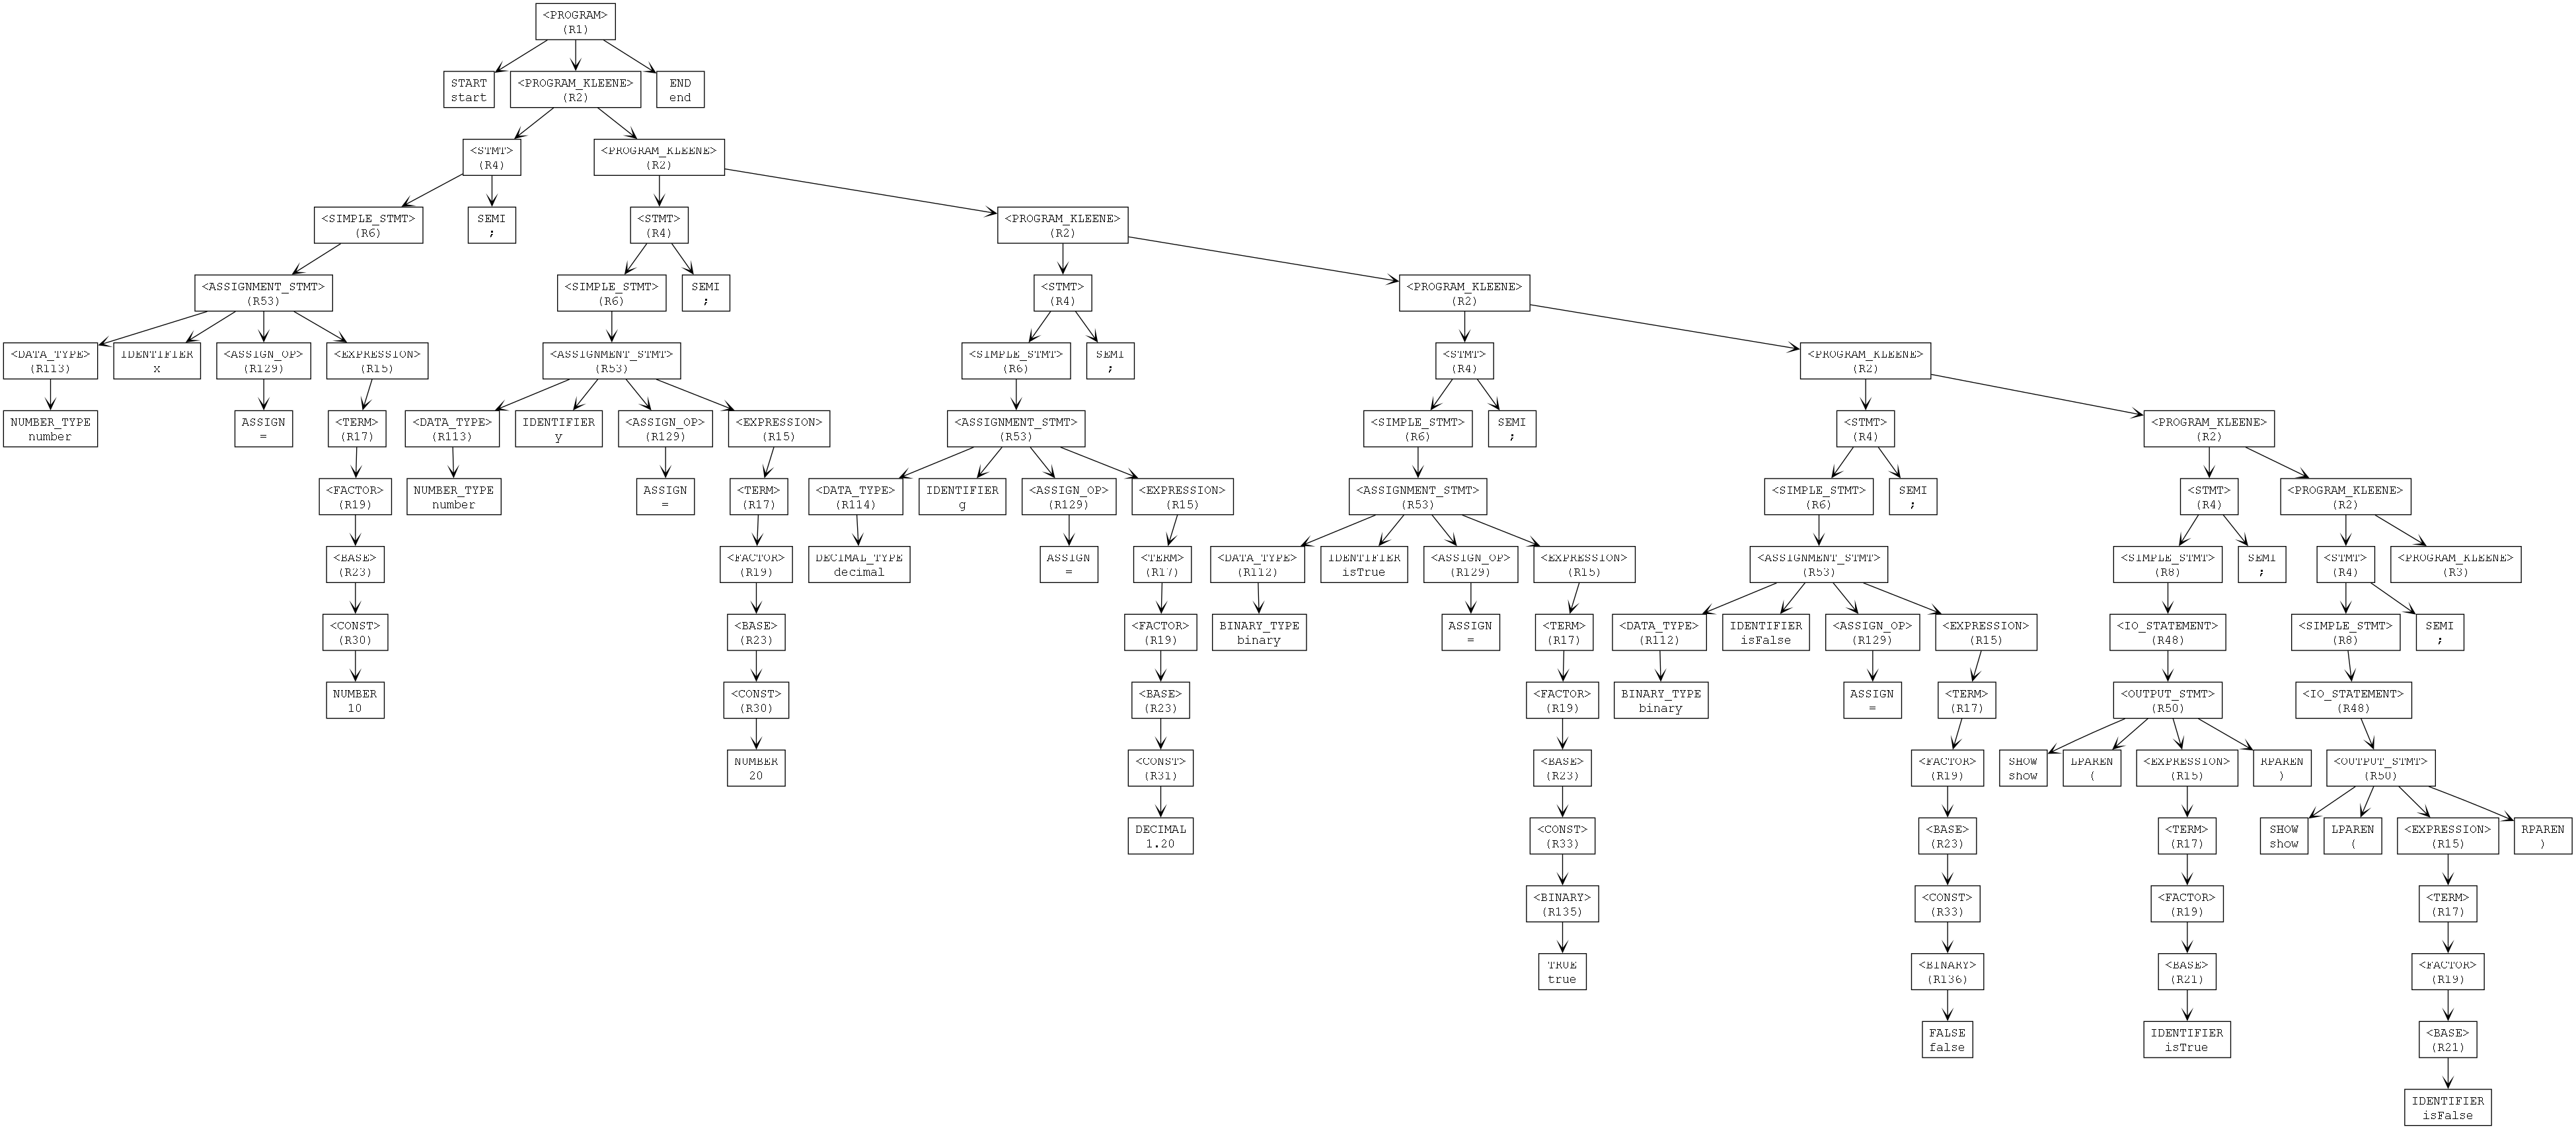 <PROGRAM>
(R1)
START
start
<PROGRAM_KLEENE>
(R2)
END
end
<STMT>
(R4)
<PROGRAM_KLEENE>
(R2)
<SIMPLE_STMT>
(R6)
SEMI
;
<STMT>
(R4)
<PROGRAM_KLEENE>
(R2)
<ASSIGNMENT_STMT>
(R53)
<SIMPLE_STMT>
(R6)
SEMI
;
<STMT>
(R4)
<PROGRAM_KLEENE>
(R2)
<DATA_TYPE>
(R113)
IDENTIFIER
x
<ASSIGN_OP>
(R129)
<EXPRESSION>
(R15)
<ASSIGNMENT_STMT>
(R53)
<SIMPLE_STMT>
(R6)
SEMI
;
<STMT>
(R4)
<PROGRAM_KLEENE>
(R2)
NUMBER_TYPE
number
ASSIGN
=
<TERM>
(R17)
<DATA_TYPE>
(R113)
IDENTIFIER
y
<ASSIGN_OP>
(R129)
<EXPRESSION>
(R15)
<ASSIGNMENT_STMT>
(R53)
<SIMPLE_STMT>
(R6)
SEMI
;
<STMT>
(R4)
<PROGRAM_KLEENE>
(R2)
<FACTOR>
(R19)
NUMBER_TYPE
number
ASSIGN
=
<TERM>
(R17)
<DATA_TYPE>
(R114)
IDENTIFIER
g
<ASSIGN_OP>
(R129)
<EXPRESSION>
(R15)
<ASSIGNMENT_STMT>
(R53)
<SIMPLE_STMT>
(R6)
SEMI
;
<STMT>
(R4)
<PROGRAM_KLEENE>
(R2)
<BASE>
(R23)
<FACTOR>
(R19)
DECIMAL_TYPE
decimal
ASSIGN
=
<TERM>
(R17)
<DATA_TYPE>
(R112)
IDENTIFIER
isTrue
<ASSIGN_OP>
(R129)
<EXPRESSION>
(R15)
<ASSIGNMENT_STMT>
(R53)
<SIMPLE_STMT>
(R8)
SEMI
;
<STMT>
(R4)
<PROGRAM_KLEENE>
(R3)
<CONST>
(R30)
<BASE>
(R23)
<FACTOR>
(R19)
BINARY_TYPE
binary
ASSIGN
=
<TERM>
(R17)
<DATA_TYPE>
(R112)
IDENTIFIER
isFalse
<ASSIGN_OP>
(R129)
<EXPRESSION>
(R15)
<IO_STATEMENT>
(R48)
<SIMPLE_STMT>
(R8)
SEMI
;
NUMBER
10
<CONST>
(R30)
<BASE>
(R23)
<FACTOR>
(R19)
BINARY_TYPE
binary
ASSIGN
=
<TERM>
(R17)
<OUTPUT_STMT>
(R50)
<IO_STATEMENT>
(R48)
NUMBER
20
<CONST>
(R31)
<BASE>
(R23)
<FACTOR>
(R19)
SHOW
show
LPAREN
(
<EXPRESSION>
(R15)
RPAREN
)
<OUTPUT_STMT>
(R50)
DECIMAL
1.20
<CONST>
(R33)
<BASE>
(R23)
<TERM>
(R17)
SHOW
show
LPAREN
(
<EXPRESSION>
(R15)
RPAREN
)
<BINARY>
(R135)
<CONST>
(R33)
<FACTOR>
(R19)
<TERM>
(R17)
TRUE
true
<BINARY>
(R136)
<BASE>
(R21)
<FACTOR>
(R19)
FALSE
false
IDENTIFIER
isTrue
<BASE>
(R21)
IDENTIFIER
isFalse